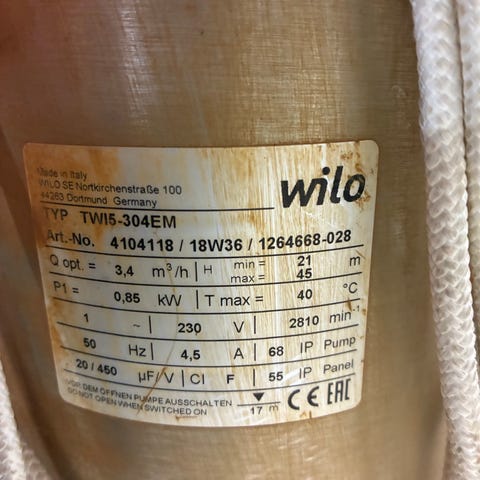 Made in Italy
WILO SE Nortkirchenstraße 100
44263 Dortmund Germany
wilo
TYP TWI5-304EM
Art.-No. 4104118 / 18W36 / 1264668-028
Q opt. = 3,4 m³/h H min = 21 m
max = 45
P1 = 0,85 kW T max = 40 °C
1 ~ 230 V 2810 min⁻¹
50 Hz 4,5 A 68 IP Pump
20 / 450 µF/ V Cl F 55 IP Panel
VOR DEM ÖFFNEN PUMPE AUSSCHALTEN
DO NOT OPEN WHEN SWITCHED ON
▼
17 m
CE EAC